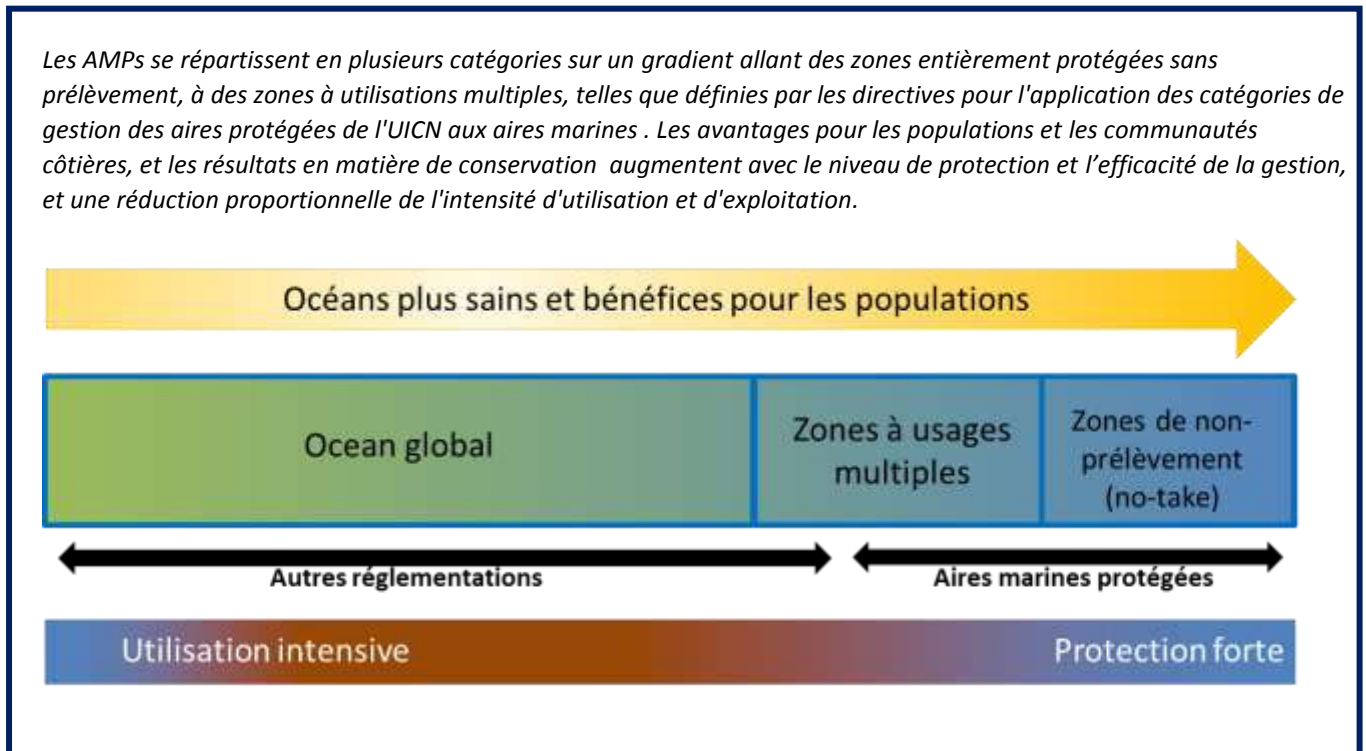 Les AMPs se répartissent en plusieurs catégories sur un gradient allant des zones entièrement protégées sans
prélèvement, à des zones à utilisations multiples, telles que définies par les directives pour l'application des catégories de
gestion des aires protégées de l'UICN aux aires marines . Les avantages pour les populations et les communautés
côtières, et les résultats en matière de conservation  augmentent avec le niveau de protection et l’efficacité de la gestion,
et une réduction proportionnelle de l'intensité d'utilisation et d'exploitation.
Océans plus sains et bénéfices pour les populations
Ocean global
Zones à usages
multiples
Zones de non-
prélèvement
(no-take)
Autres réglementations
Aires marines protégées
Utilisation intensive
Protection forte